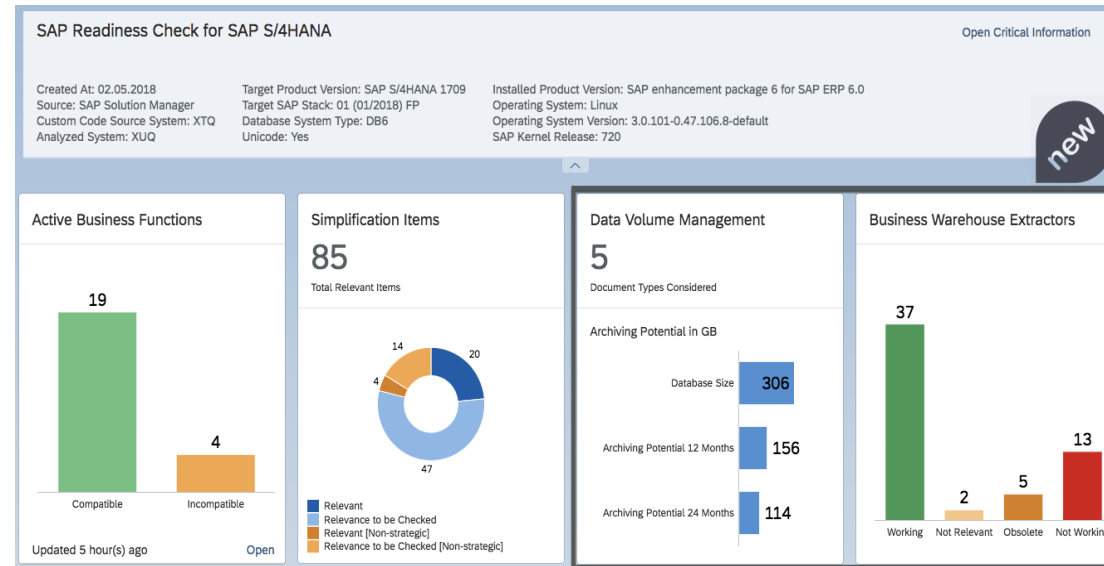 SAP Readiness Check for SAP S/4HANA
Open Critical Information
Created At: 02.05.2018
Source: SAP Solution Manager
Custom Code Source System: XTQ
Analyzed System: XUQ
Target Product Version: SAP S/4HANA 1709
Target SAP Stack: 01 (01/2018) FP
Database System Type: DB6
Unicode: Yes
Installed Product Version: SAP enhancement package 6 for SAP ERP 6.0
Operating System: Linux
Operating System Version: 3.0.101-0.47.106.8-default
SAP Kernel Release: 720
new
Active Business Functions
19
4
Compatible
Incompatible
Updated 5 hour(s) ago
Open
Simplification Items
85
Total Relevant Items
14
20
4
47
Relevant
Relevance to be Checked
Relevant [Non-strategic]
Relevance to be Checked [Non-strategic]
Data Volume Management
5
Document Types Considered
Archiving Potential in GB
Database Size
306
Archiving Potential 12 Months
156
Archiving Potential 24 Months
114
Business Warehouse Extractors
37
2
5
13
Working
Not Relevant
Obsolete
Not Workin